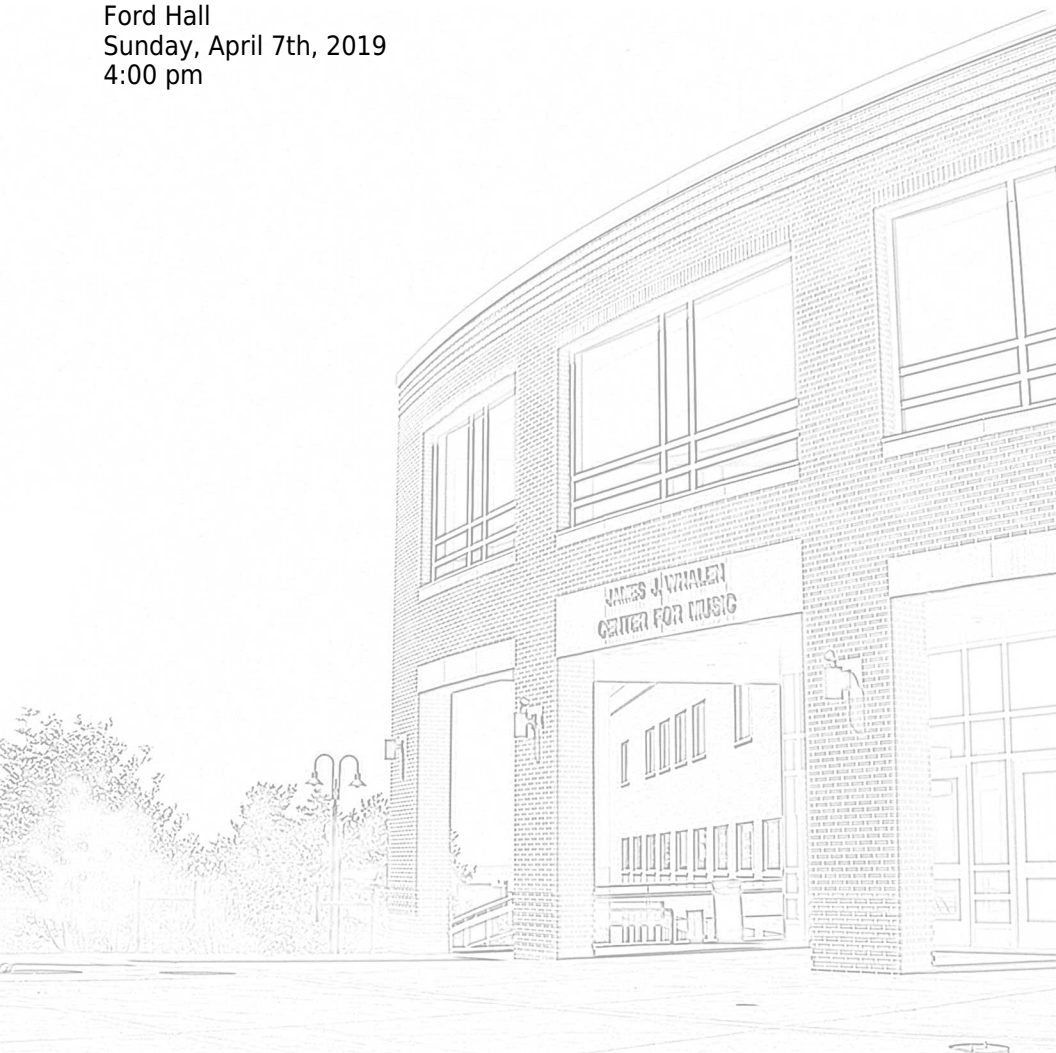 Ford Hall
Sunday, April 7th, 2019
4:00 pm
JAMES J. WHALEN
CENTER FOR MUSIC